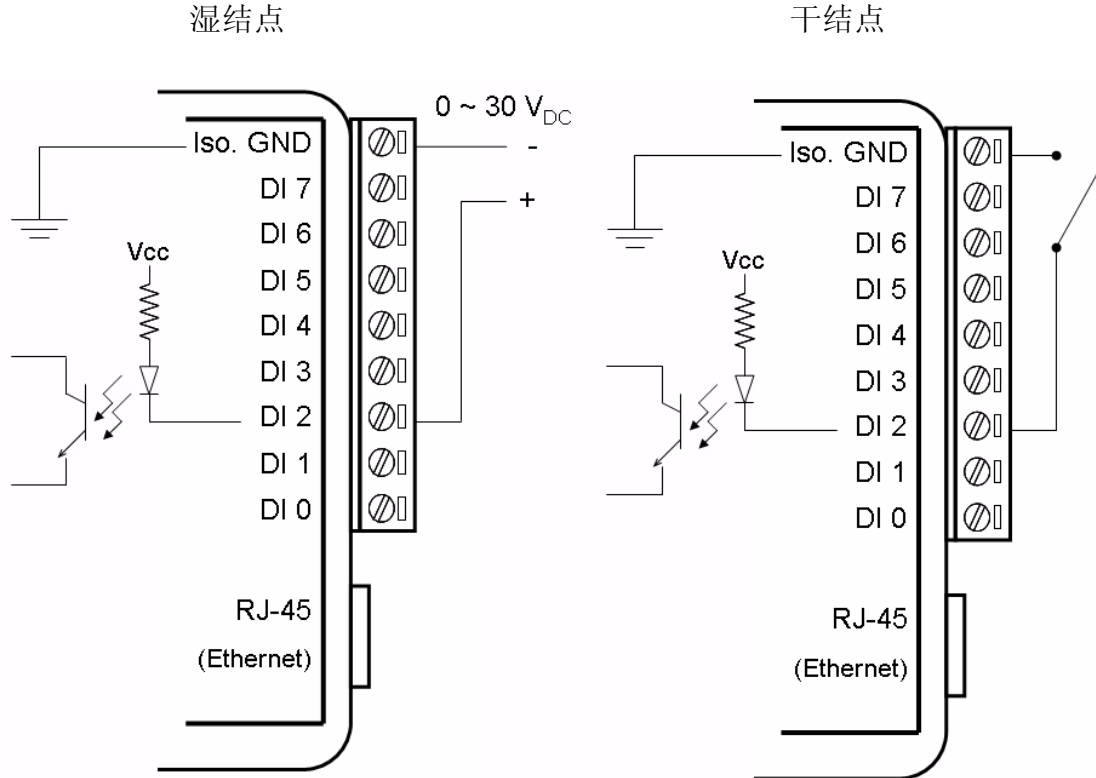 湿结点
0 ~ 30 VDC
Iso. GND
-
DI 7
+
DI 6
Vcc
DI 5
DI 4
DI 3
DI 2
DI 1
DI 0
RJ-45
(Ethernet)
干结点
Iso. GND
DI 7
DI 6
Vcc
DI 5
DI 4
DI 3
DI 2
DI 1
DI 0
RJ-45
(Ethernet)